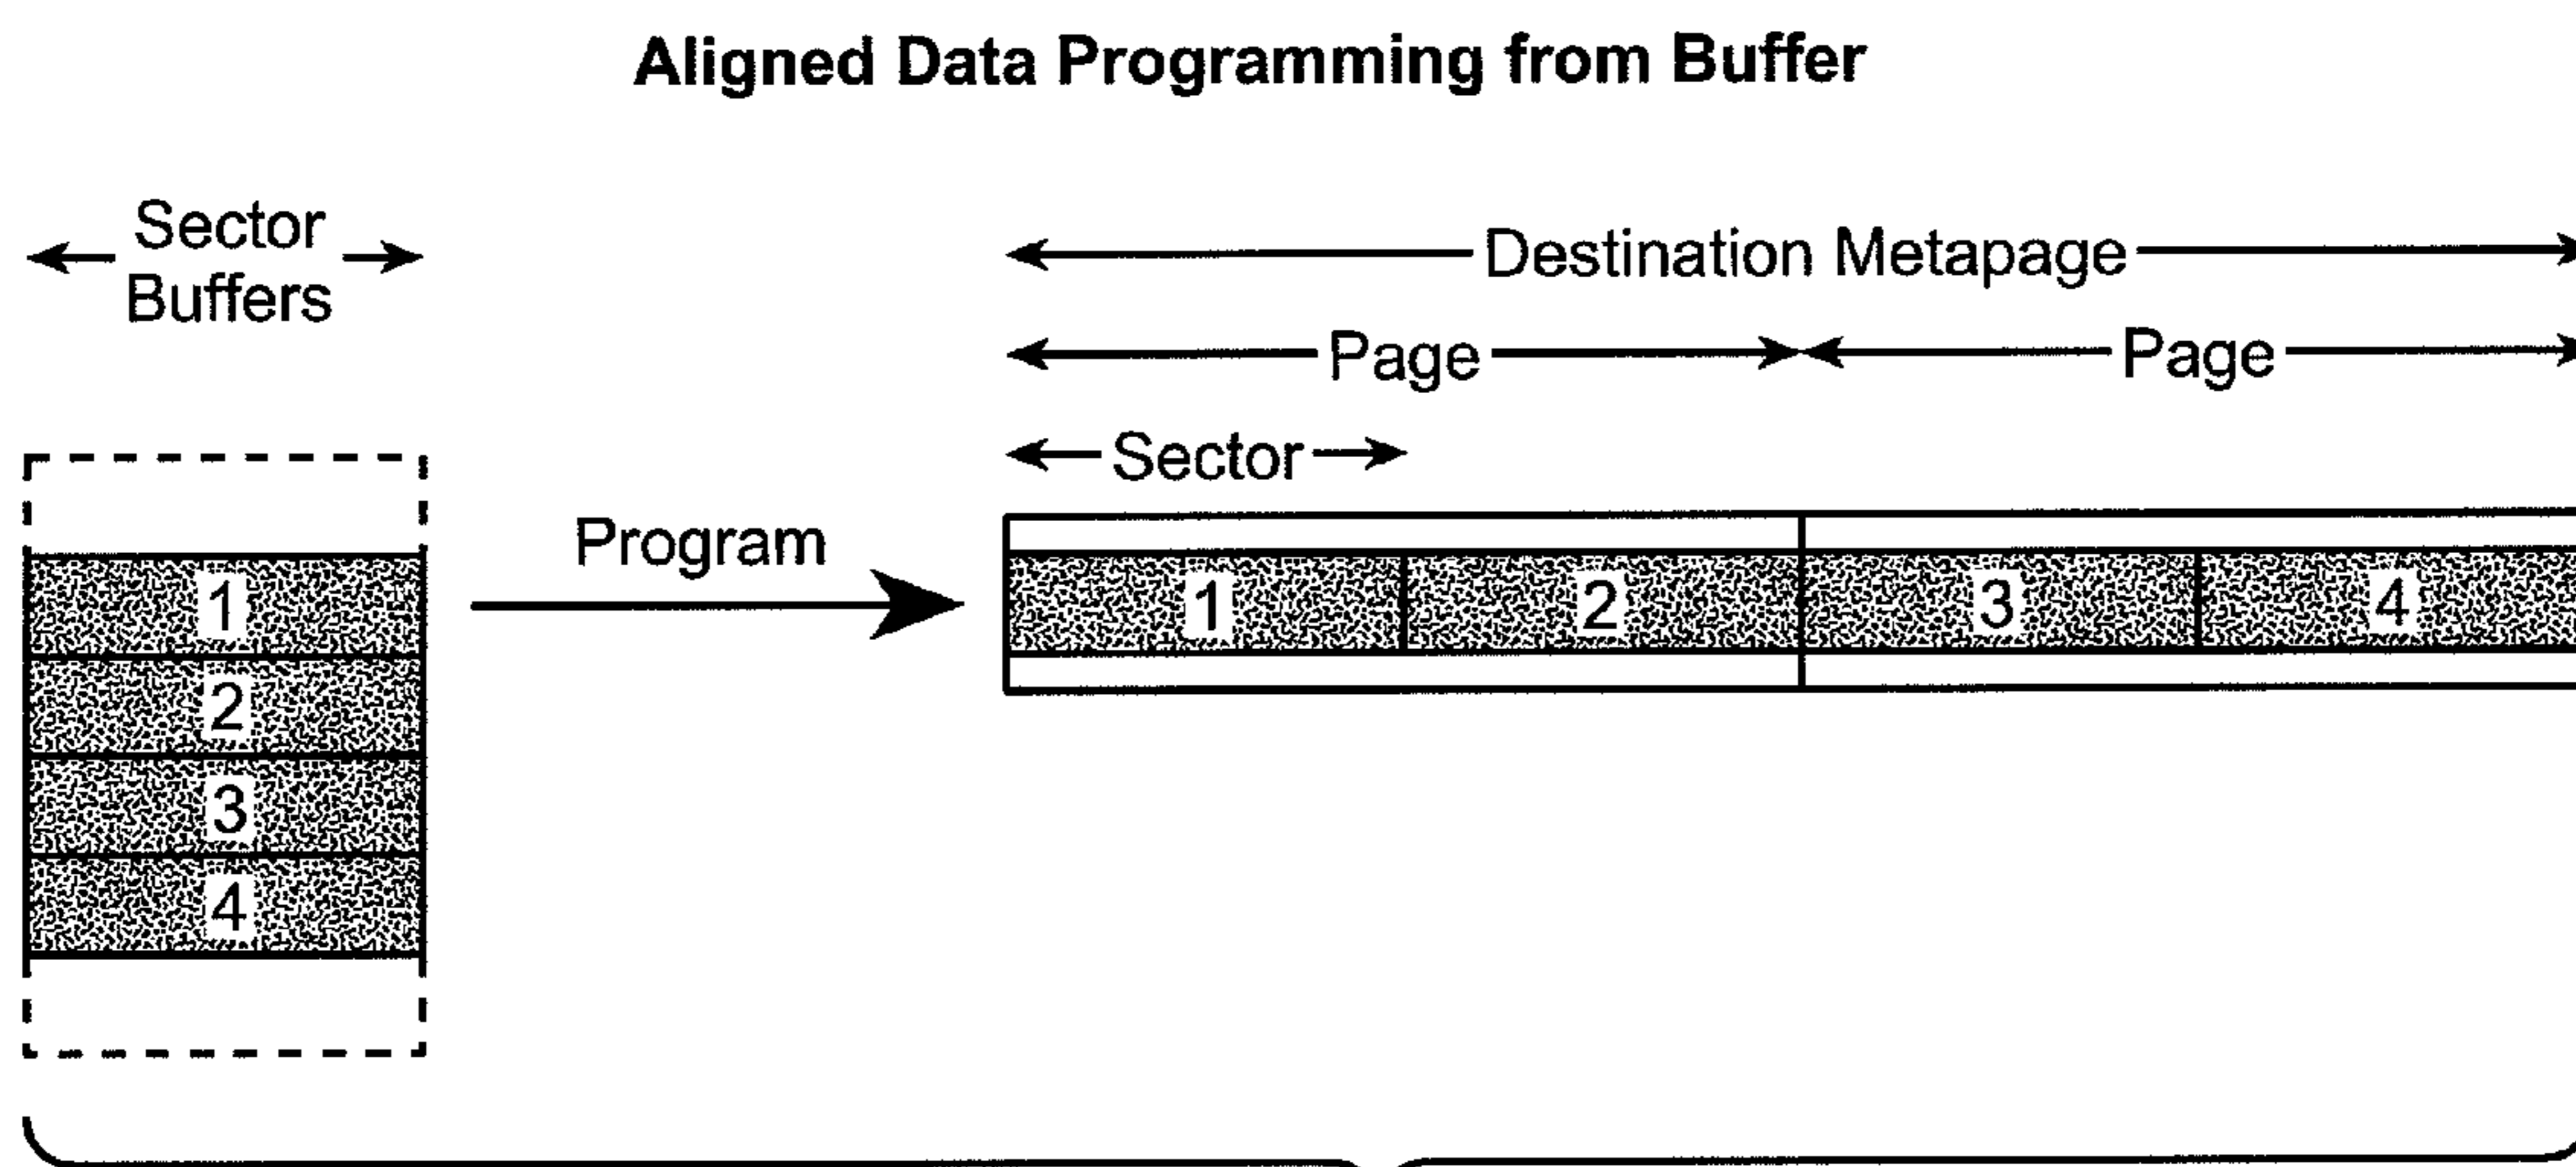 Aligned Data Programming from Buffer
Sector
Buffers
Destination Metapage
Page
Page
Sector
Program
1
2
3
4
1
2
3
4